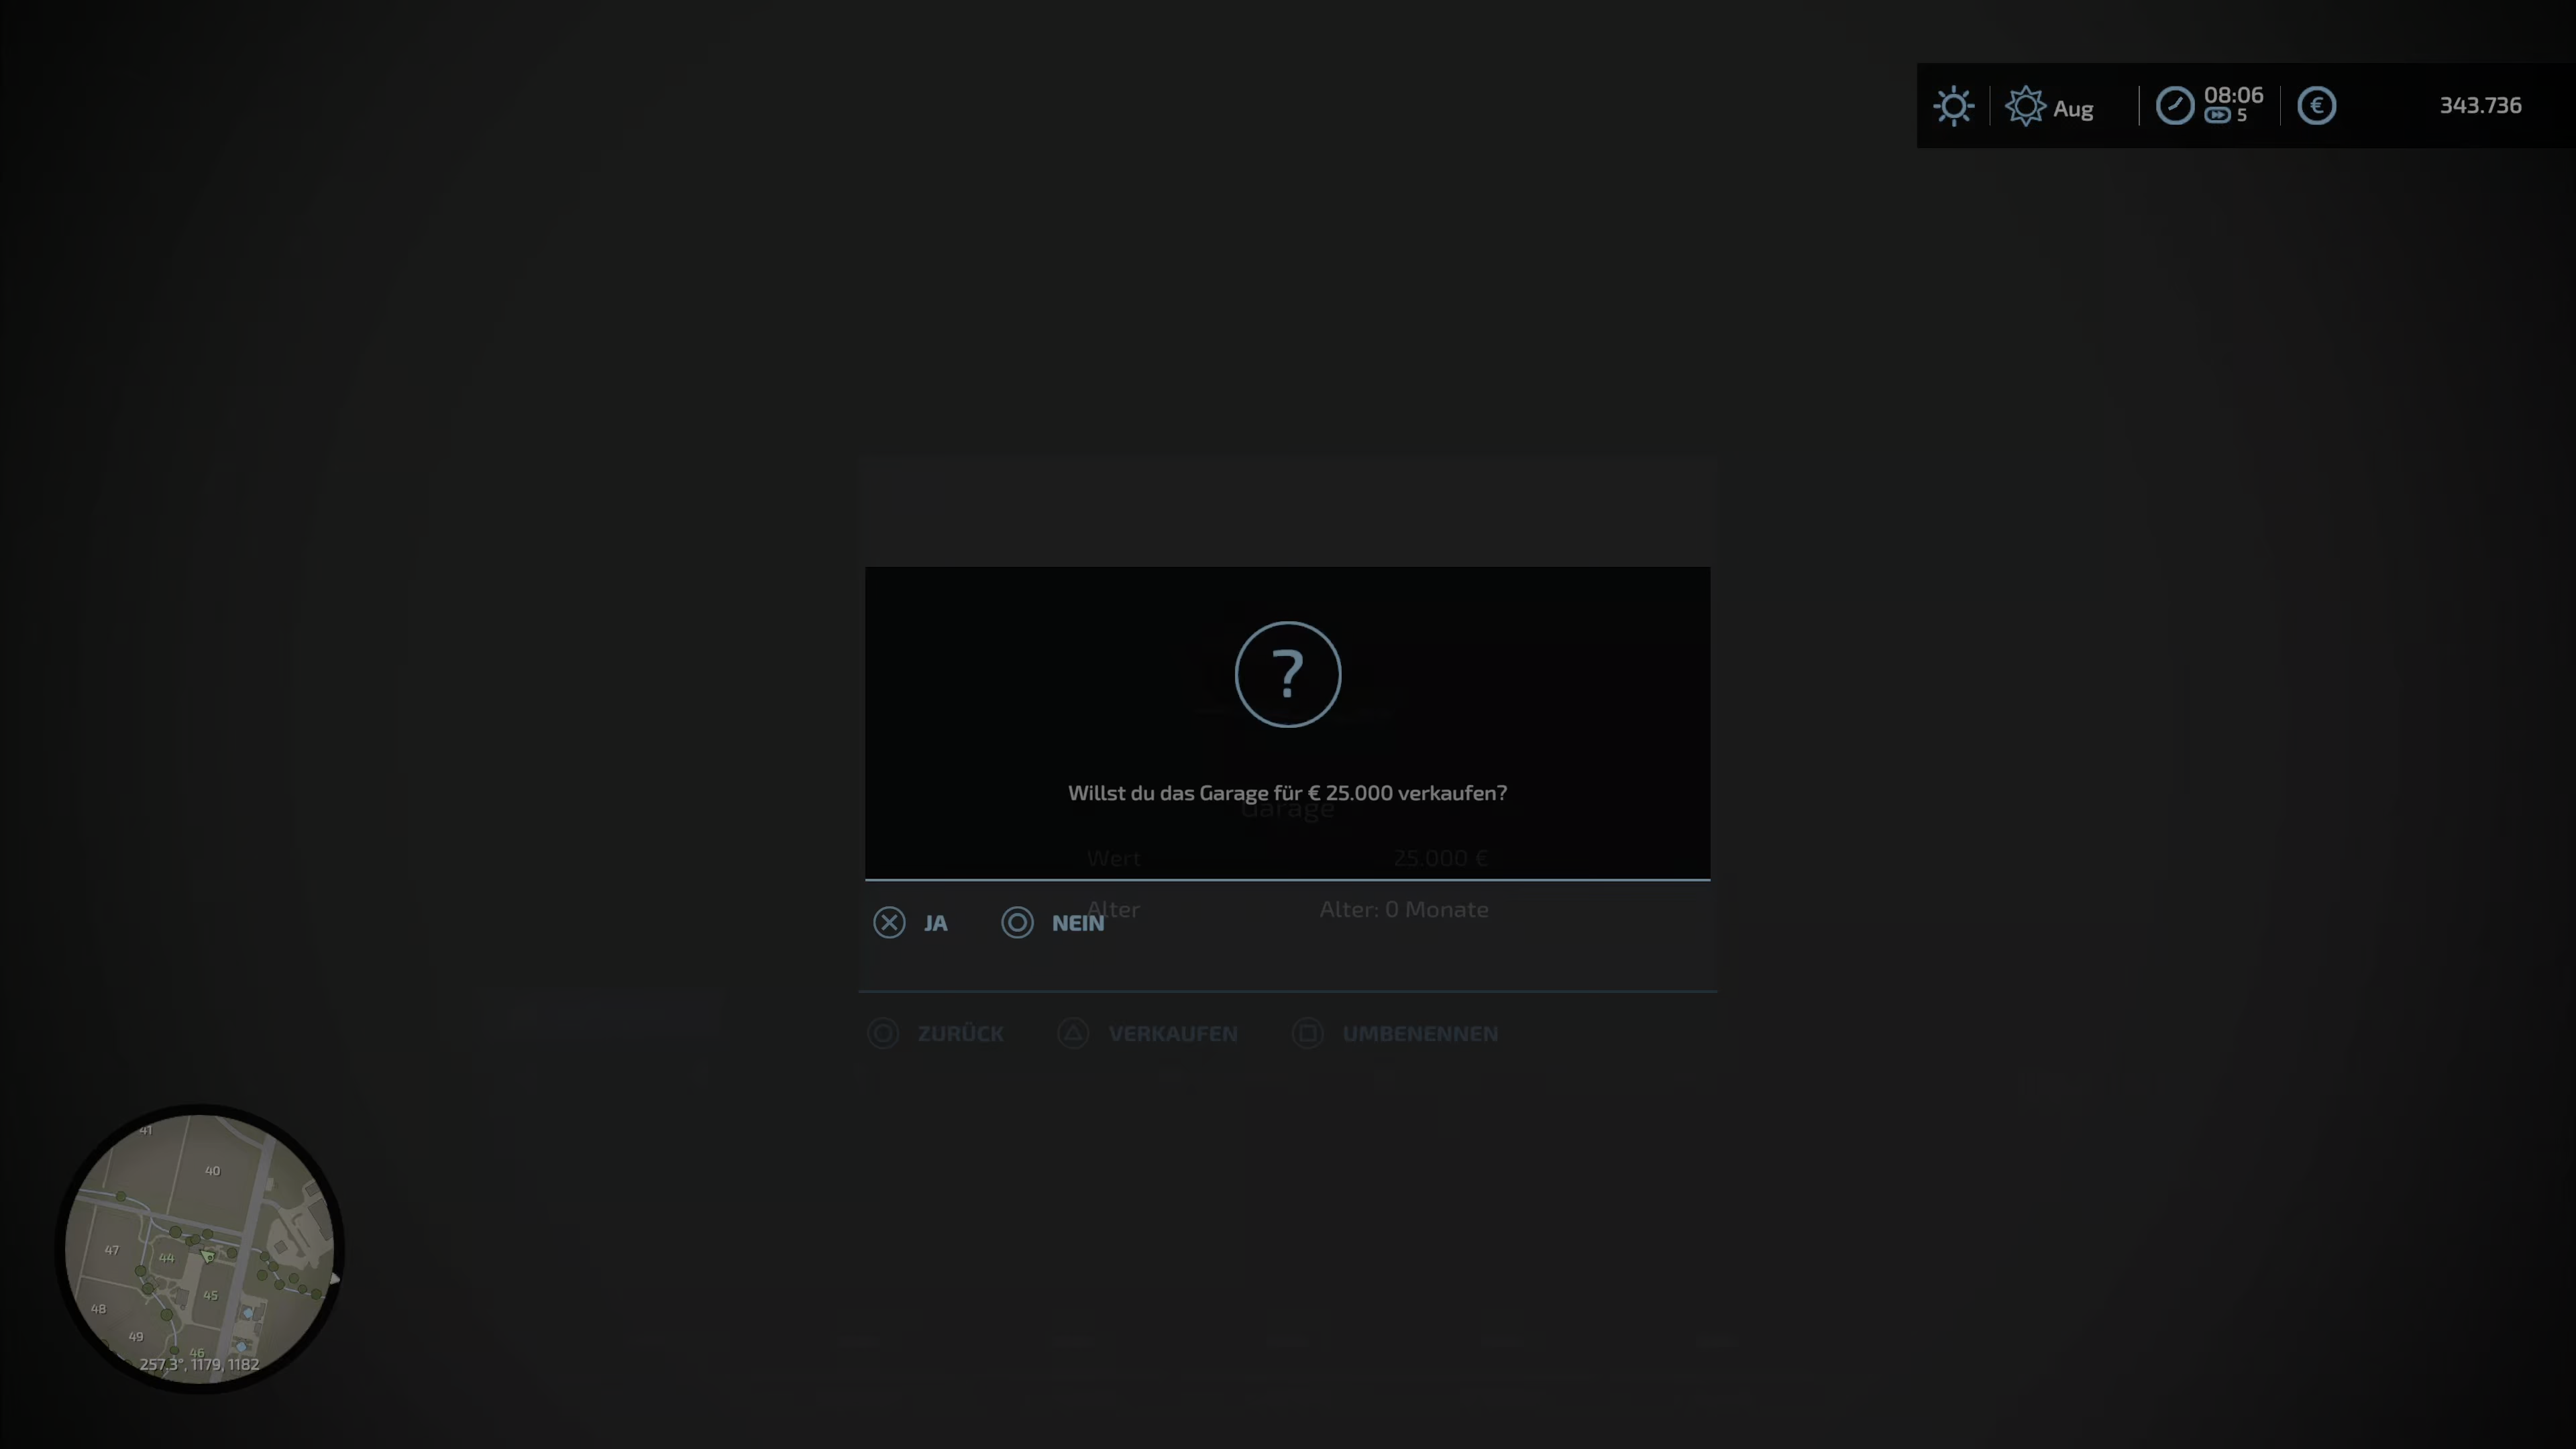 Aug
08:06
5
€
343.736
?
Willst du das Garage für € 25.000 verkaufen?
Garage
Wert 25.000 €
Alter Alter: 0 Monate
JA NEIN
ZURÜCK VERKAUFEN UMBENENNEN
41
40
47
44
45
48
49
46
257.3°, 1179, 1182